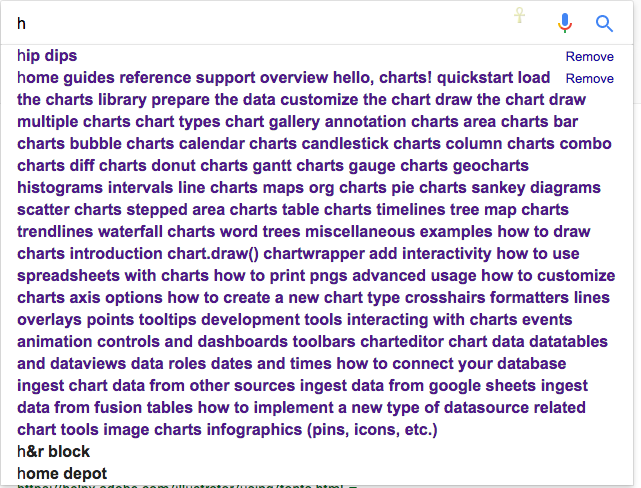 h
hip dips Remove
home guides reference support overview hello, charts! quickstart load Remove
the charts library prepare the data customize the chart draw the chart draw
multiple charts chart types chart gallery annotation charts area charts bar
charts bubble charts calendar charts candlestick charts column charts combo
charts diff charts donut charts gantt charts gauge charts geocharts
histograms intervals line charts maps org charts pie charts sankey diagrams
scatter charts stepped area charts table charts timelines tree map charts
trendlines waterfall charts word trees miscellaneous examples how to draw
charts introduction chart.draw() chartwrapper add interactivity how to use
spreadsheets with charts how to print pngs advanced usage how to customize
charts axis options how to create a new chart type crosshairs formatters lines
overlays points tooltips development tools interacting with charts events
animation controls and dashboards toolbars charteditor chart data datatables
and dataviews data roles dates and times how to connect your database
ingest chart data from other sources ingest data from google sheets ingest
data from fusion tables how to implement a new type of datasource related
chart tools image charts infographics (pins, icons, etc.)
h&r block
home depot